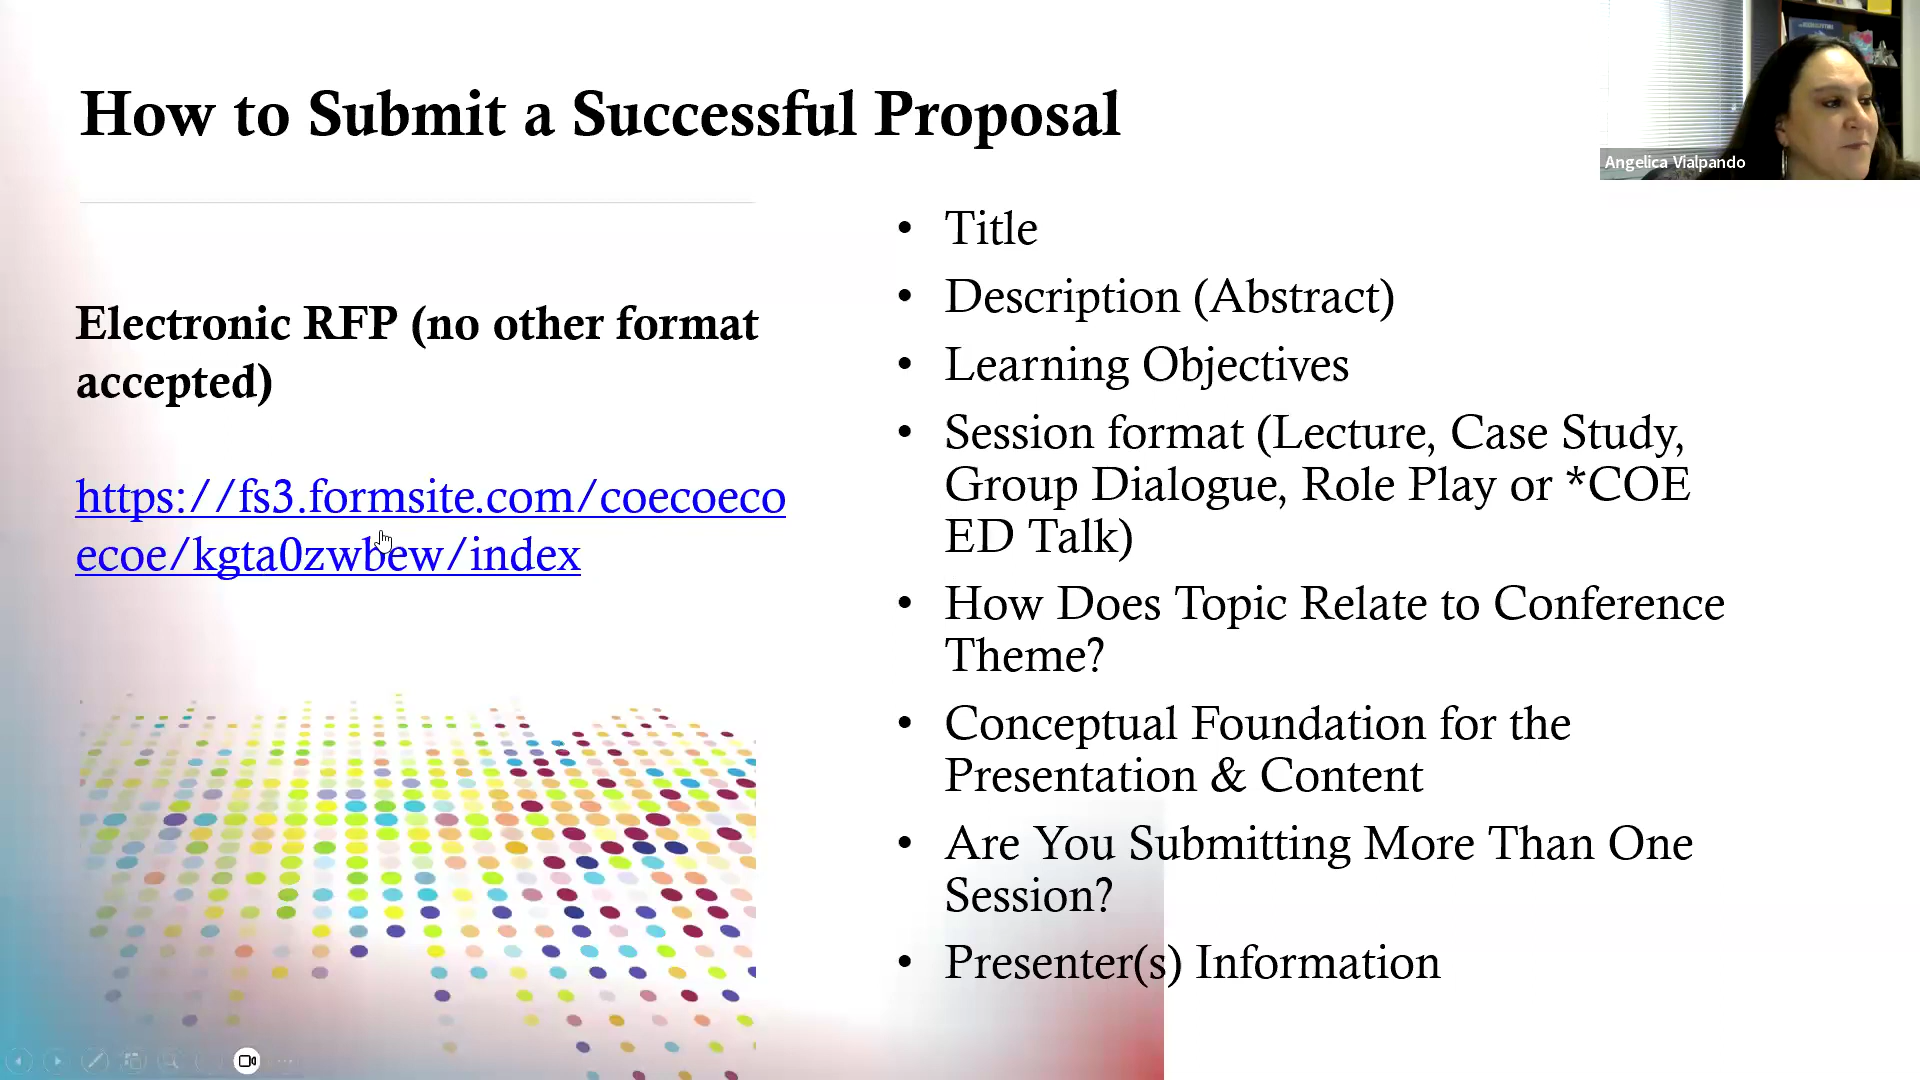 How to Submit a Successful Proposal
Angelica Vialpando
Electronic RFP (no other format
accepted)
https://fs3.formsite.com/coecoeco
ecoe/kgta0zwbew/index
• Title
• Description (Abstract)
• Learning Objectives
• Session format (Lecture, Case Study,
Group Dialogue, Role Play or *COE
ED Talk)
• How Does Topic Relate to Conference
Theme?
• Conceptual Foundation for the
Presentation & Content
• Are You Submitting More Than One
Session?
• Presenter(s) Information